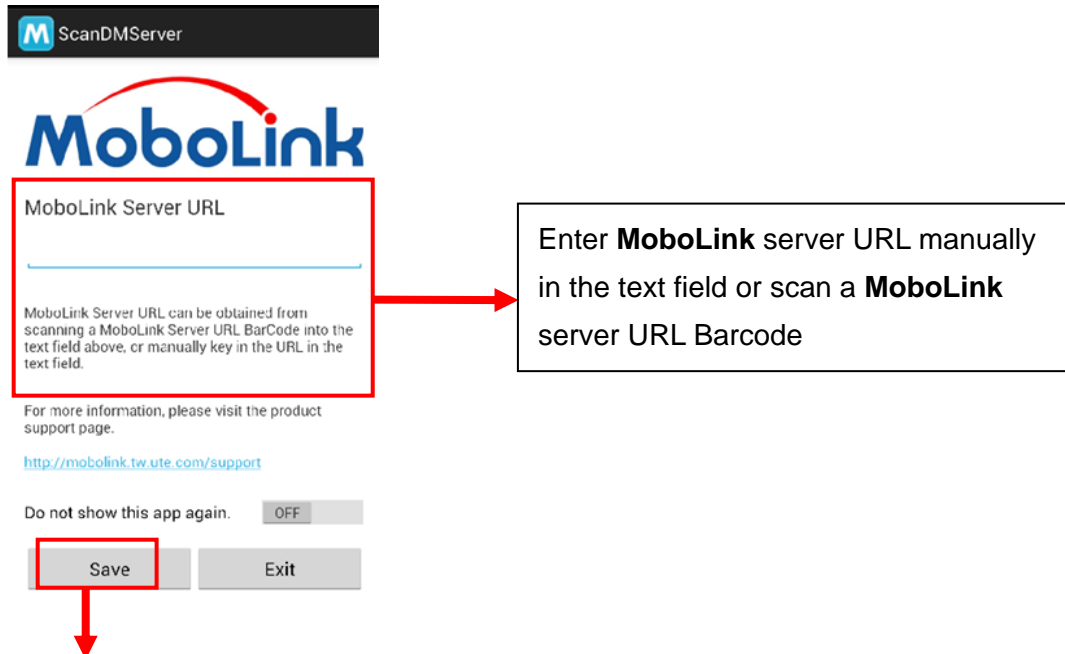 ScanDMServer
MoboLink
MoboLink Server URL
MoboLink Server URL can be obtained from
scanning a MoboLink Server URL BarCode into the
text field above, or manually key in the URL in the
text field.
For more information, please visit the product
support page.
http://mobolink.tw.ute.com/support
Do not show this app again. OFF
Save Exit
Enter MoboLink server URL manually
in the text field or scan a MoboLink
server URL Barcode